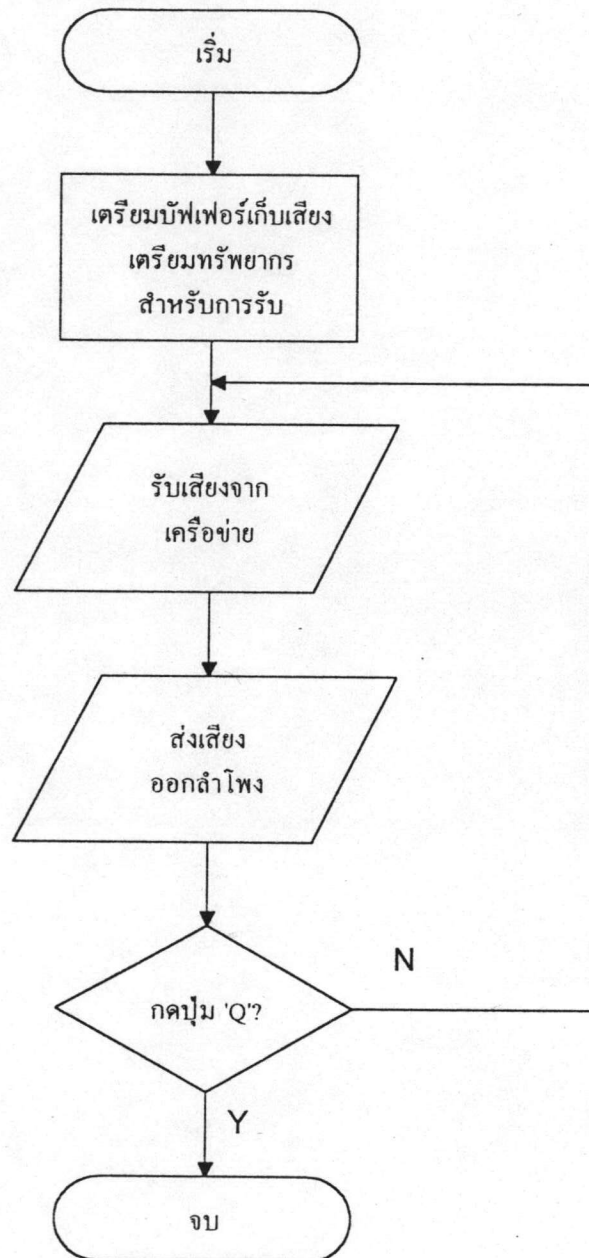 เริ่ม
เตรียมบัฟเฟอร์เก็บเสียง
เตรียมทรัพยากร
สำหรับการรับ
รับเสียงจาก
เครือข่าย
ส่งเสียง
ออกลำโพง
N
กดปุ่ม 'Q'?
Y
จบ